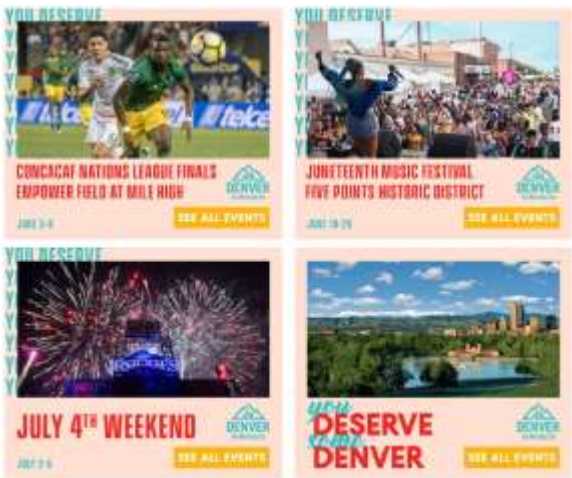 YOU DESERVE
CONCACAF NATIONS LEAGUE FINALS
EMPOWER FIELD AT MILE HIGH
DENVER
SEE ALL EVENTS
YOU DESERVE
JUNETEENTH MUSIC FESTIVAL
FIVE POINTS HISTORIC DISTRICT
DENVER
SEE ALL EVENTS
YOU DESERVE
JULY 4TH WEEKEND
DENVER
SEE ALL EVENTS
you
DESERVE
some
DENVER
DENVER
SEE ALL EVENTS